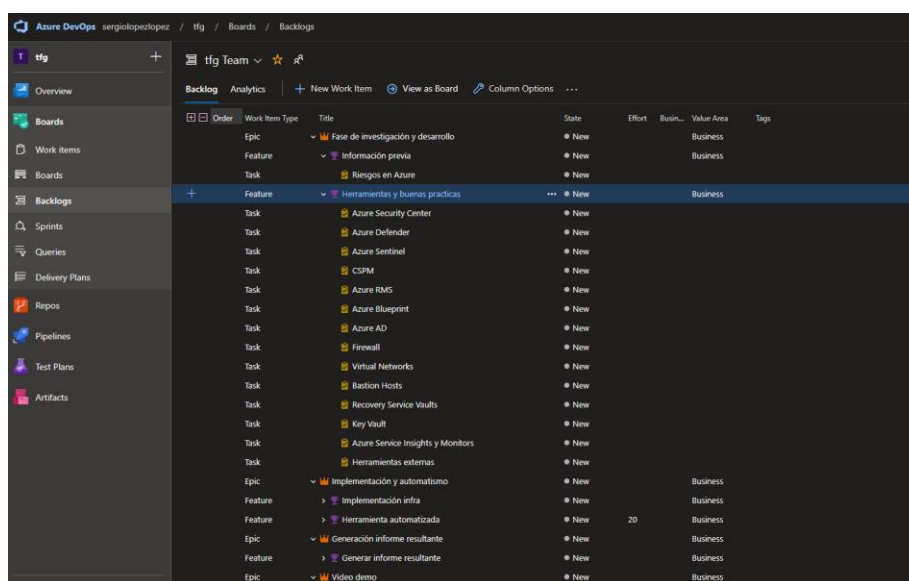 Azure DevOps sergiolopezlopez / tfg / Boards / Backlogs
T tfg
tfg Team
Overview
Backlog Analytics New Work Item View as Board Column Options
Boards
Order Work Item Type Title State Effort Busin... Value Area Tags
Epic Fase de investigación y desarrollo New Business
Work items
Feature Información previa New Business
Boards
Task Riesgos en Azure New
Backlogs
Feature Herramientas y buenas practicas ... New Business
Task Azure Security Center New
Sprints
Task Azure Defender New
Queries
Task Azure Sentinel New
Delivery Plans
Task CSPM New
Task Azure RMS New
Repos
Task Azure Blueprint New
Task Azure AD New
Pipelines
Task Firewall New
Test Plans
Task Virtual Networks New
Task Bastion Hosts New
Artifacts
Task Recovery Service Vaults New
Task Key Vault New
Task Azure Service Insights y Monitors New
Task Herramientas externas New
Epic Implementación y automatismo New Business
Feature Implementación infra New Business
Feature Herramienta automatizada New 20 Business
Epic Generación informe resultante New Business
Feature Generar informe resultante New Business
Epic Video demo New Business